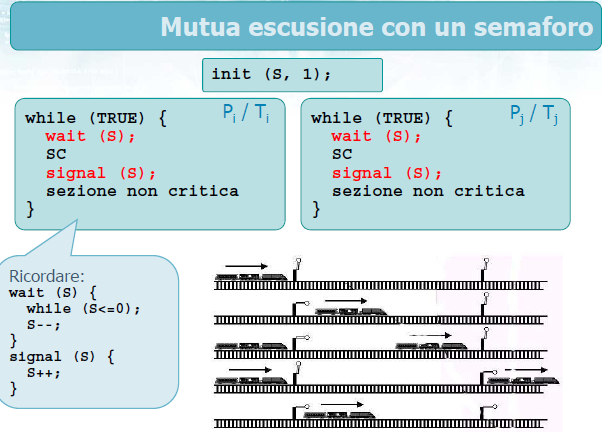 Mutua escusione con un semaforo
init (S, 1);
P_i / T_i
while (TRUE) {
wait (S);
SC
signal (S);
sezione non critica
}
P_j / T_j
while (TRUE) {
wait (S);
SC
signal (S);
sezione non critica
}
Ricordare:
wait (S) {
while (S<=0);
S--;
}
signal (S) {
S++;
}